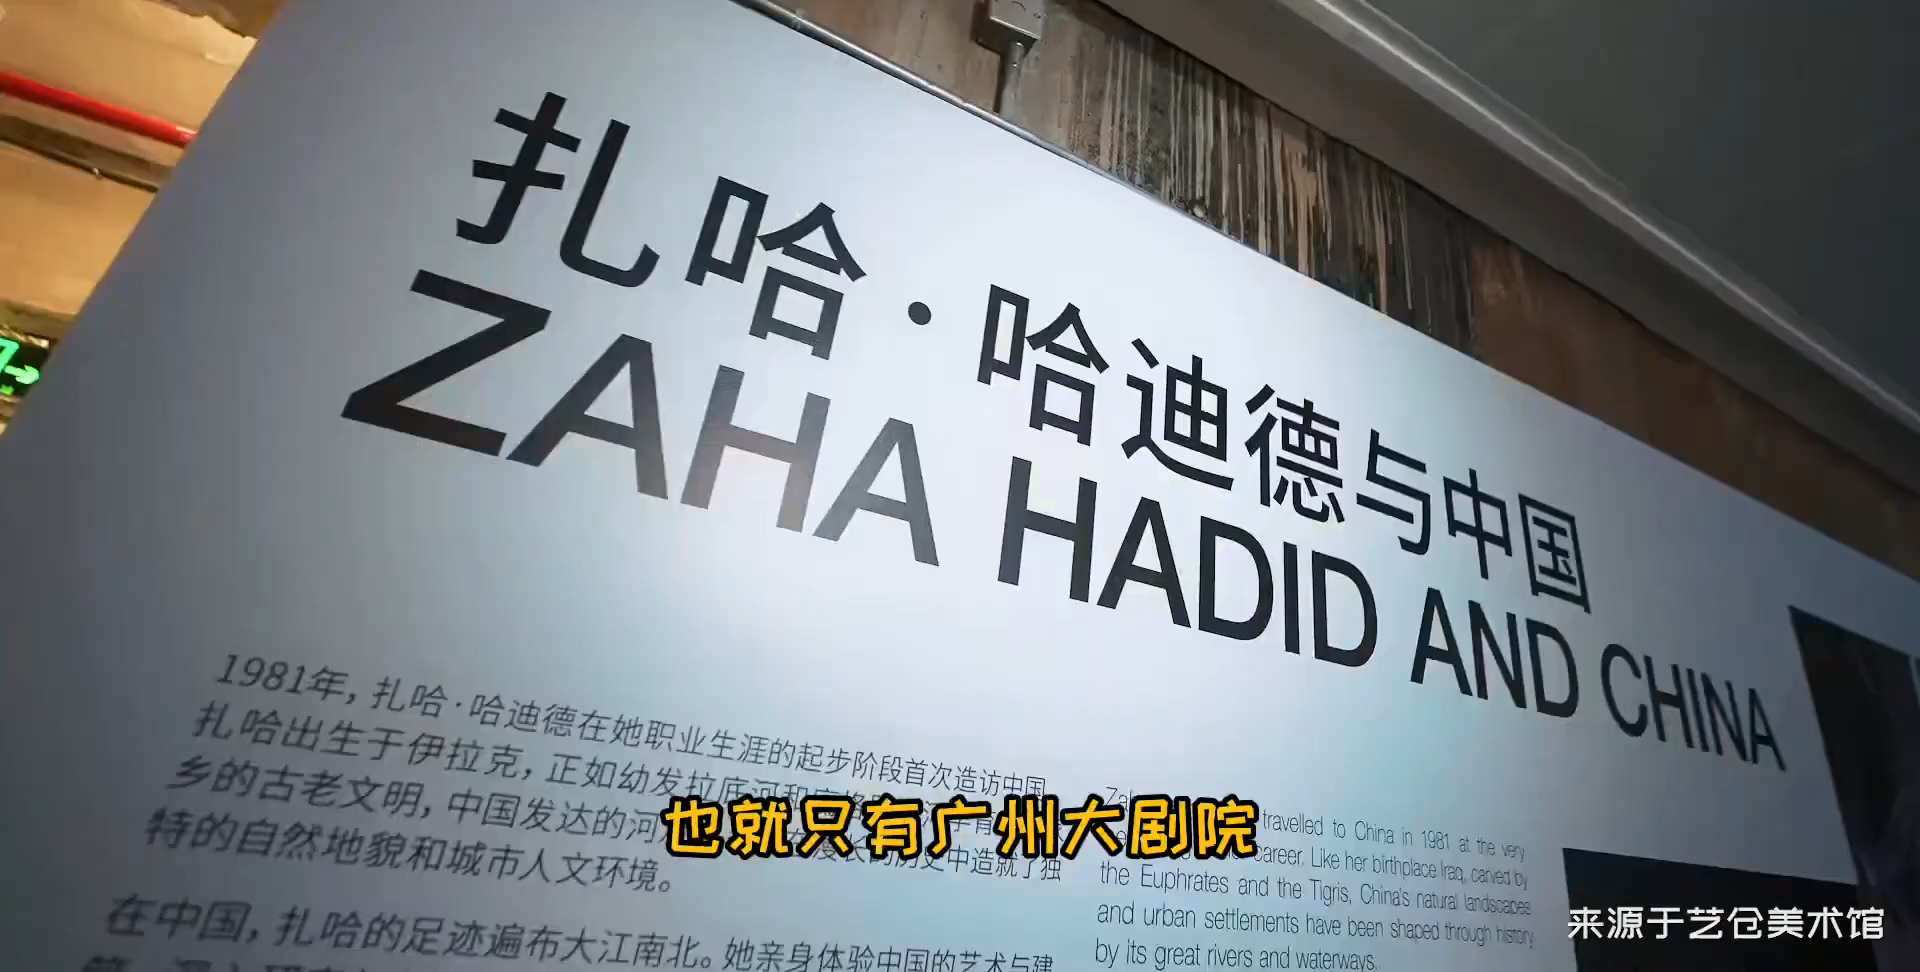 扎哈·哈迪德与中国
ZAHA HADID AND CHINA
1981年，扎哈·哈迪德在她职业生涯的起步阶段首次造访中国
扎哈出生于伊拉克，正如幼发拉底河和
乡的古老文明，中国发达的河 的历史中造就了独
特的自然地貌和城市人文环境。
在中国，扎哈的足迹遍布大江南北。她亲身体验中国的艺术与建
travelled to China in 1981 at the very
career. Like her birthplace Iraq, carved by
the Euphrates and the Tigris, China's natural landscapes
and urban settlements have been shaped through history
by its great rivers and waterways.
也就只有广州大剧院
来源于艺仓美术馆